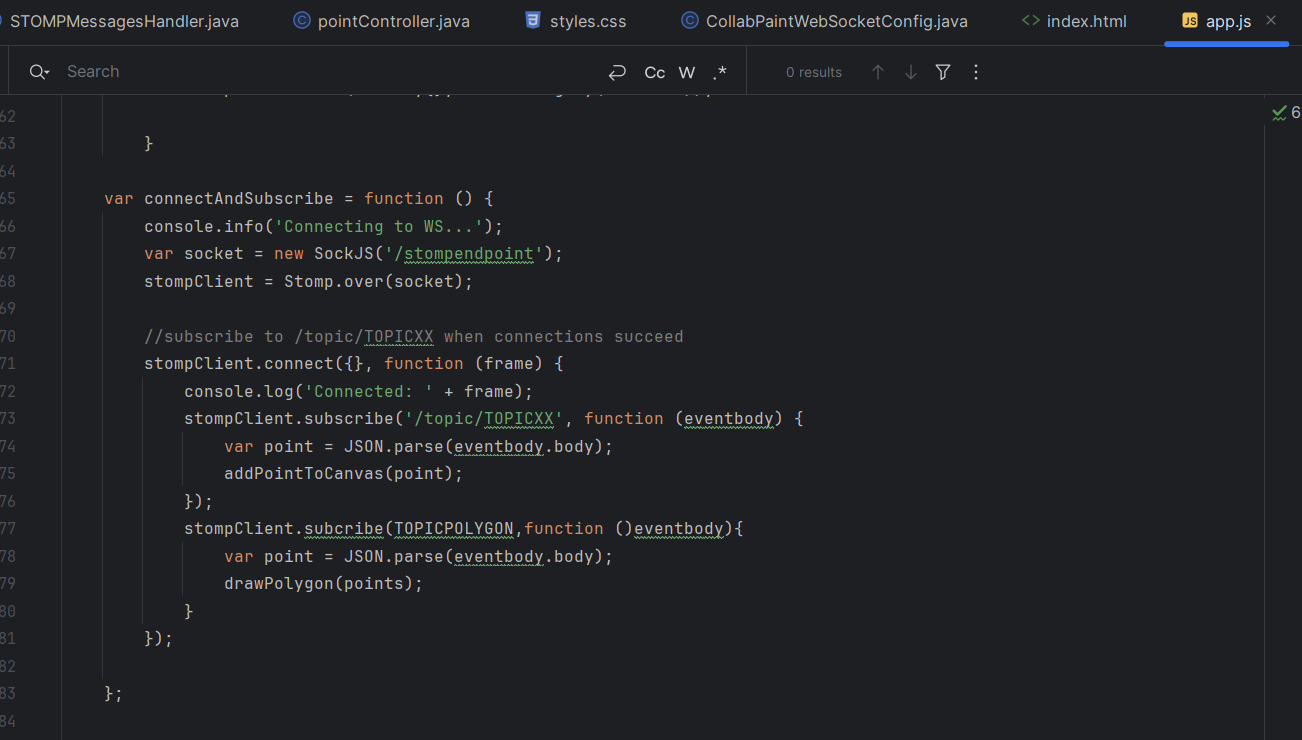 STOMPMessagesHandler.java pointController.java styles.css CollabPaintWebSocketConfig.java <> index.html JS app.js
Search Cc W .* 0 results
62 6
63 }
64
65 var connectAndSubscribe = function () {
66 console.info('Connecting to WS...');
67 var socket = new SockJS('/stompendpoint');
68 stompClient = Stomp.over(socket);
69
70 //subscribe to /topic/TOPICXX when connections succeed
71 stompClient.connect({}, function (frame) {
72 console.log('Connected: ' + frame);
73 stompClient.subscribe('/topic/TOPICXX', function (eventbody) {
74 var point = JSON.parse(eventbody.body);
75 addPointToCanvas(point);
76 });
77 stompClient.subcribe(TOPICPOLYGON,function ()eventbody){
78 var point = JSON.parse(eventbody.body);
79 drawPolygon(points);
80 }
81 });
82
83 };
84